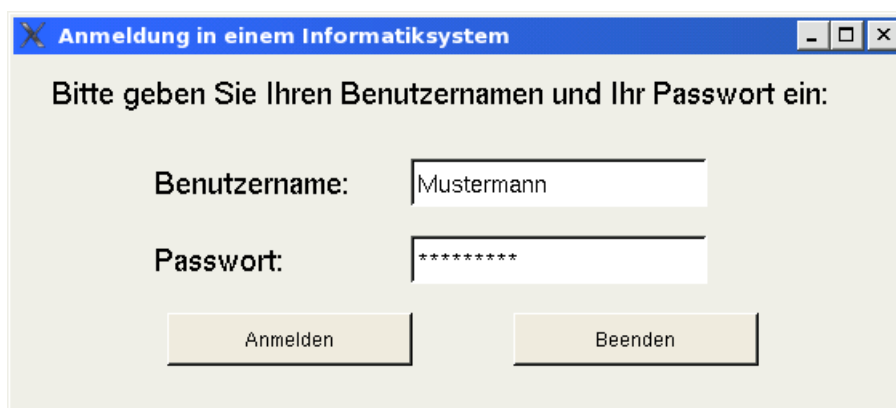 Anmeldung in einem Informatiksystem
Bitte geben Sie Ihren Benutzernamen und Ihr Passwort ein:
Benutzername: Mustermann
Passwort: *********
Anmelden Beenden